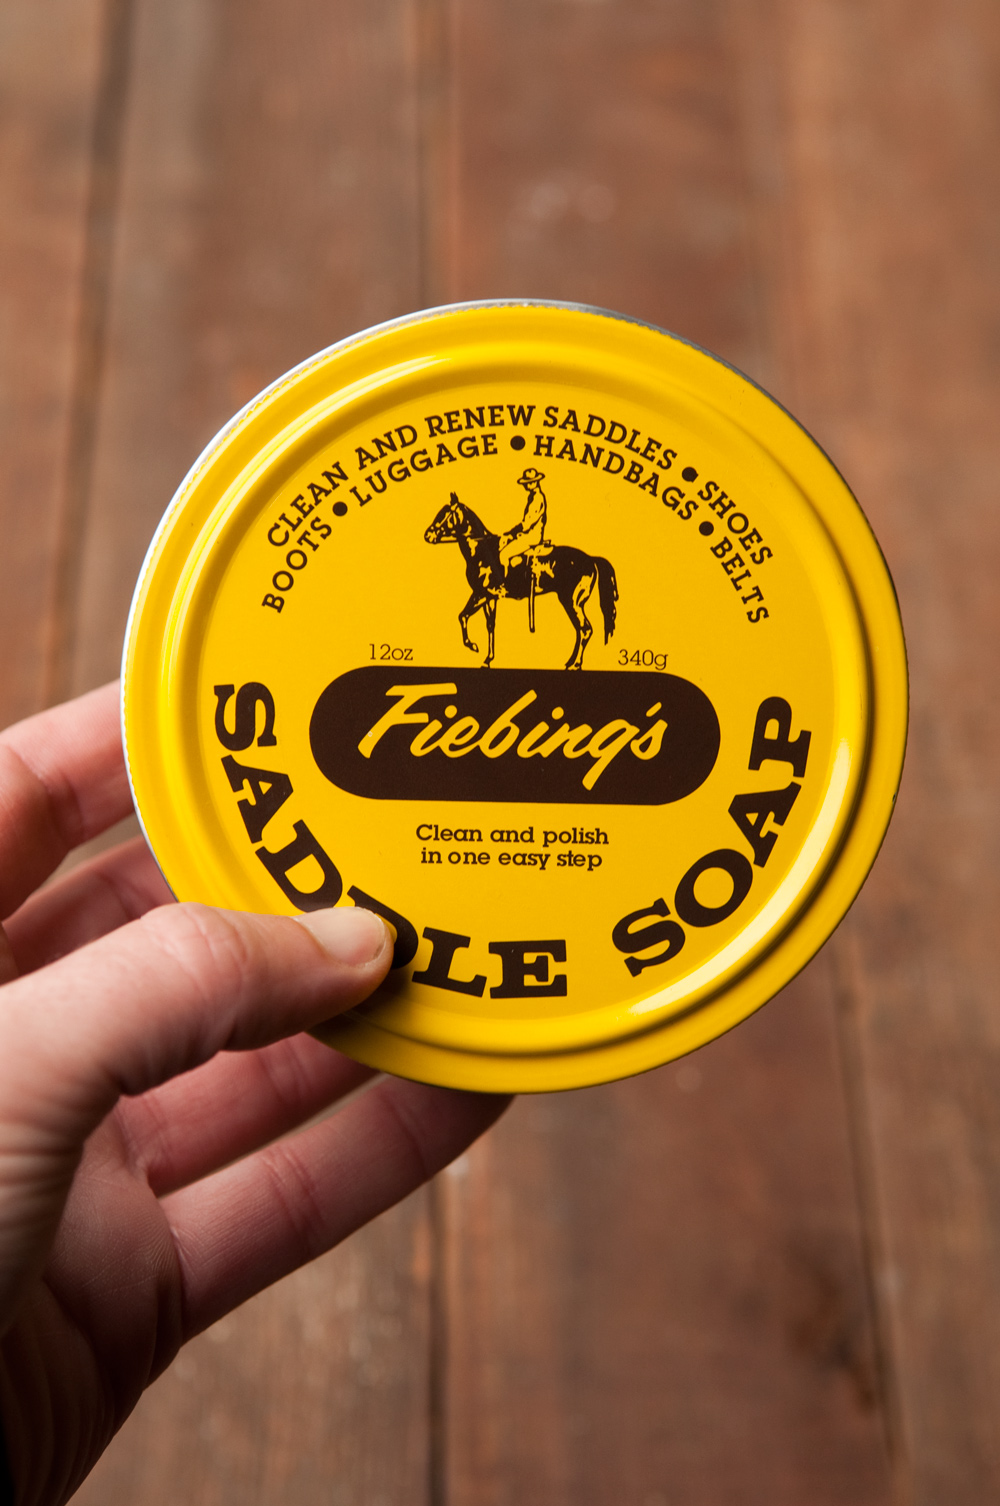 CLEAN AND RENEW SADDLES • SHOES
BOOTS • LUGGAGE • HANDBAGS • BELTS
12oz 340g
Fiebing's
Clean and polish
in one easy step
SADDLE SOAP